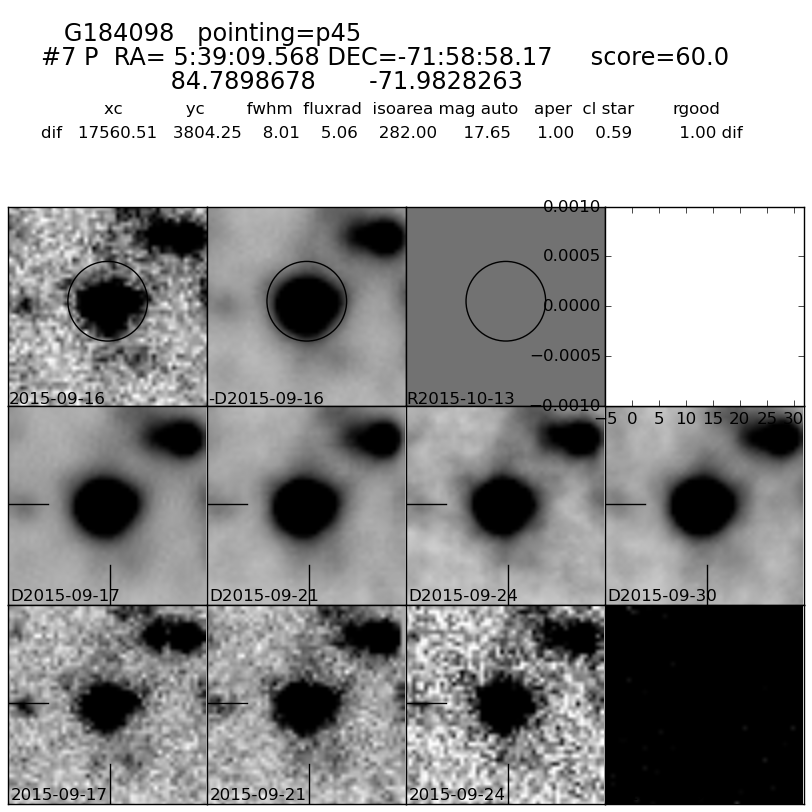 G184098 pointing=p45
#7 P RA= 5:39:09.568 DEC=-71:58:58.17 score=60.0
84.7898678 -71.9828263
xc yc fwhm fluxrad isoarea mag auto aper cl star rgood
dif 17560.51 3804.25 8.01 5.06 282.00 17.65 1.00 0.59 1.00 dif
0.0010
0.0005
0.0000
−0.0005
−0.0010
2015-09-16 -D2015-09-16 R2015-10-13
−5 0 5 10 15 20 25 30
D2015-09-17 D2015-09-21 D2015-09-24 D2015-09-30
2015-09-17 2015-09-21 2015-09-24